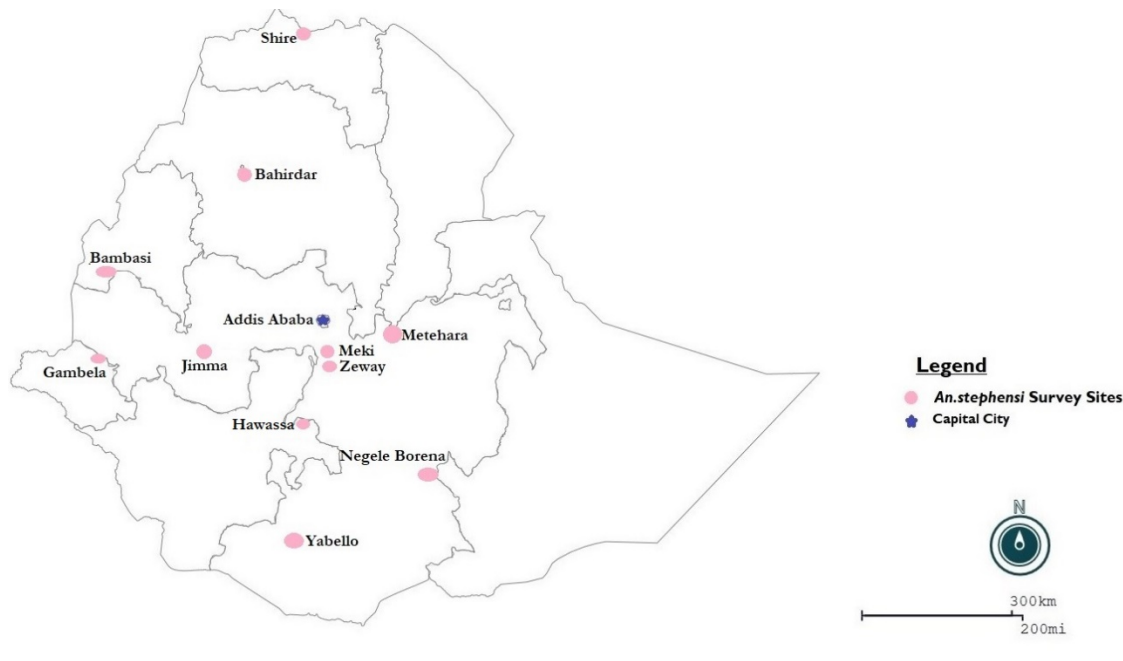 Shire
Bahirdar
Bambasi
Addis Ababa
Metehara
Meki
Jimma
Zeway
Gambela
Hawassa
Negele Borena
Yabello
Legend
An.stephensi Survey Sites
Capital City
N
300km
200mi